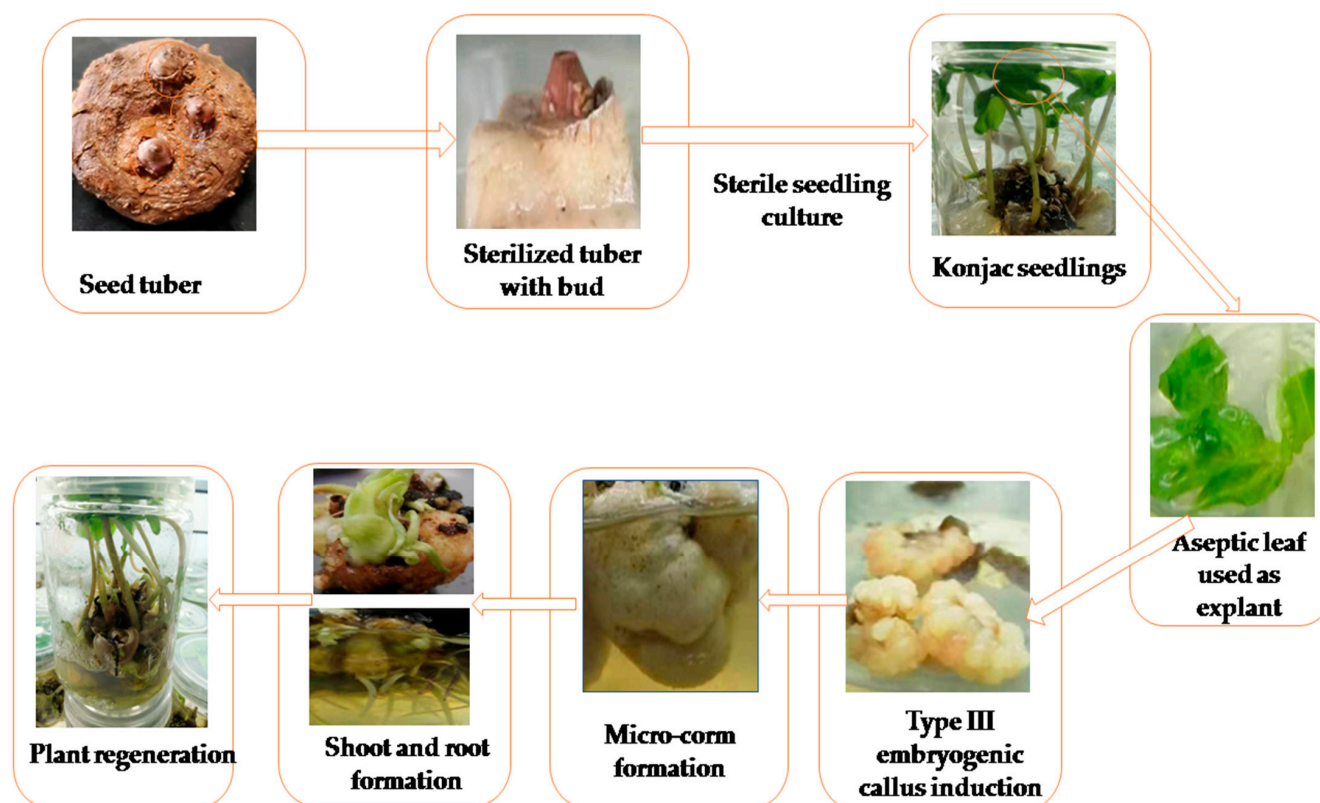 Seed tuber
Sterilized tuber
with bud
Sterile seedling
culture
Konjac seedlings
Aseptic leaf
used as
explant
Type III
embryogenic
callus induction
Micro-corm
formation
Shoot and root
formation
Plant regeneration